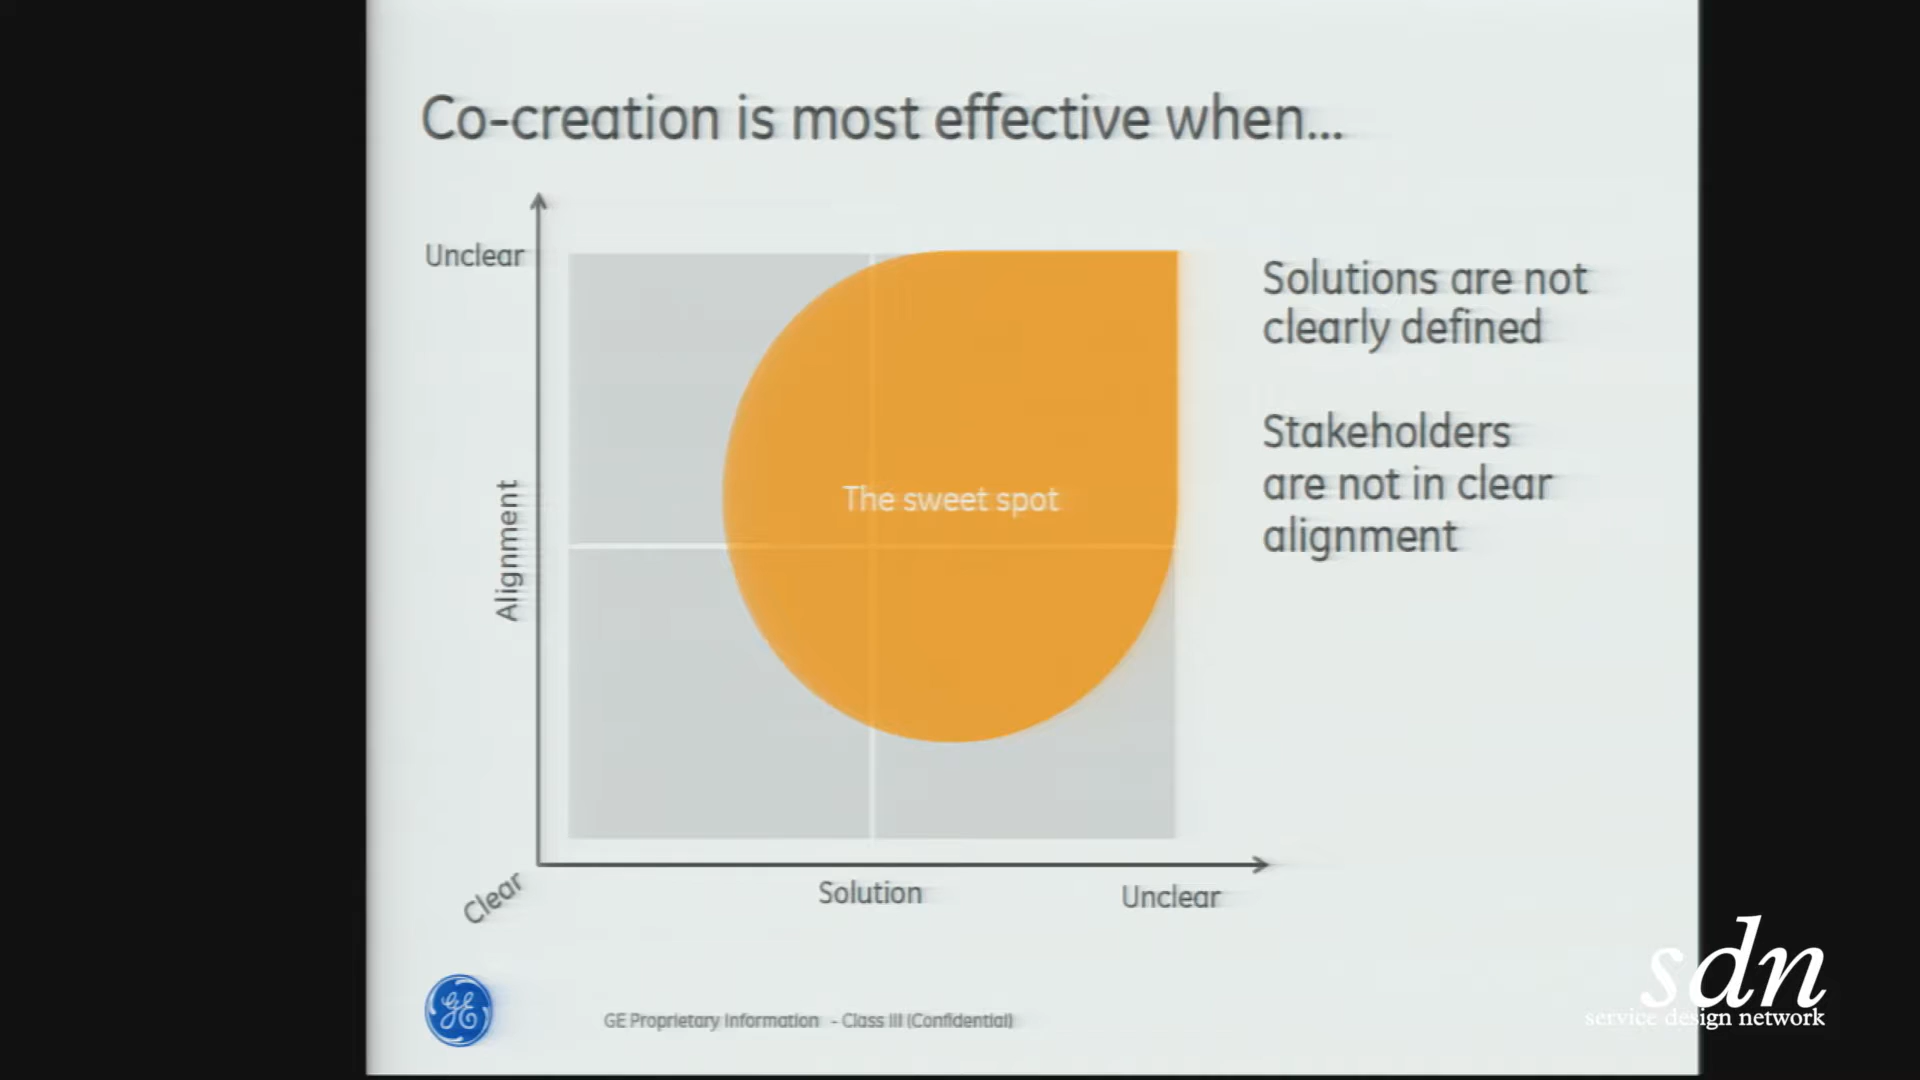 Co-creation is most effective when...
Unclear
Alignment
The sweet spot
Clear
Solution
Unclear
Solutions are not
clearly defined
Stakeholders
are not in clear
alignment
GE
GE Proprietary Information - Class III (Confidential)
sdn
service design network